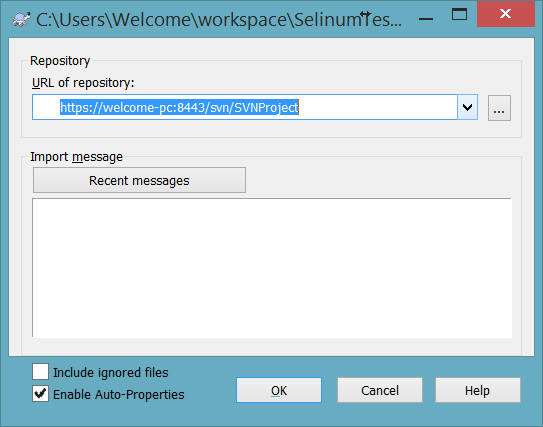 C:\Users\Welcome\workspace\SelinumTes...
Repository
URL of repository:
https://welcome-pc:8443/svn/SVNProject
...
Import message
Recent messages
Include ignored files
Enable Auto-Properties
OK
Cancel
Help